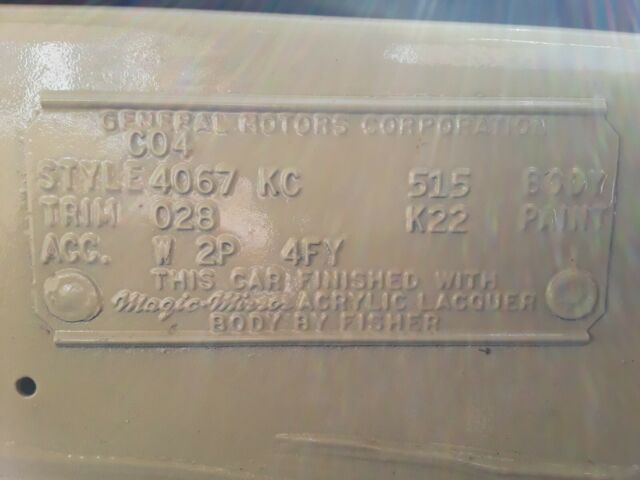 GENERAL MOTORS CORPORATION
C04
STYLE 4067 KC 515 BODY
TRIM 028 K22 PAINT
ACC. W 2P 4FY
THIS CAR FINISHED WITH
Magic-Mirror ACRYLIC LACQUER
BODY BY FISHER